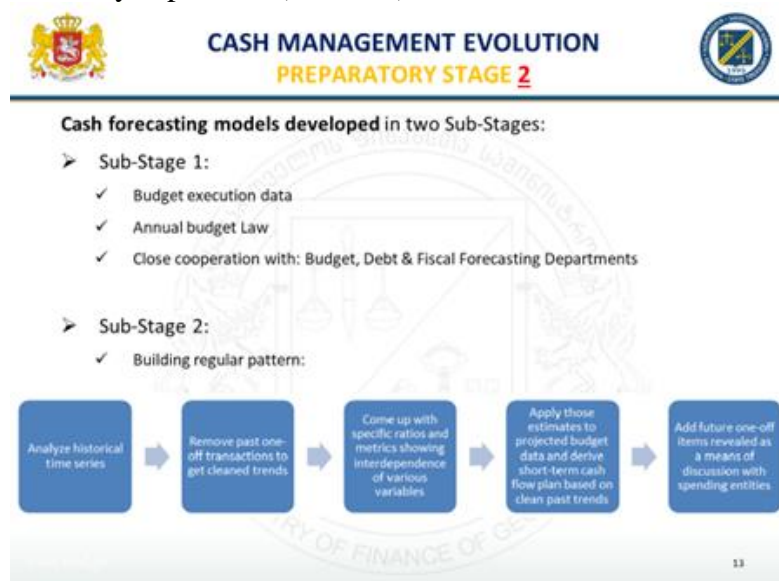 CASH MANAGEMENT EVOLUTION
PREPARATORY STAGE 2
Cash forecasting models developed in two Sub-Stages:
➢ Sub-Stage 1:
✓ Budget execution data
✓ Annual budget Law
✓ Close cooperation with: Budget, Debt & Fiscal Forecasting Departments
➢ Sub-Stage 2:
✓ Building regular pattern:
Analyze historical
time series
Remove past one-
off transactions to
get cleaned trends
Come up with
specific ratios and
metrics showing
interdependence
of various
variables
Apply those
estimates to
projected budget
data and derive
short-term cash
flow plan based on
clean past trends
Add future one-off
items revealed as a
means of
discussion with
spending entities
OF FINANCE OF
13